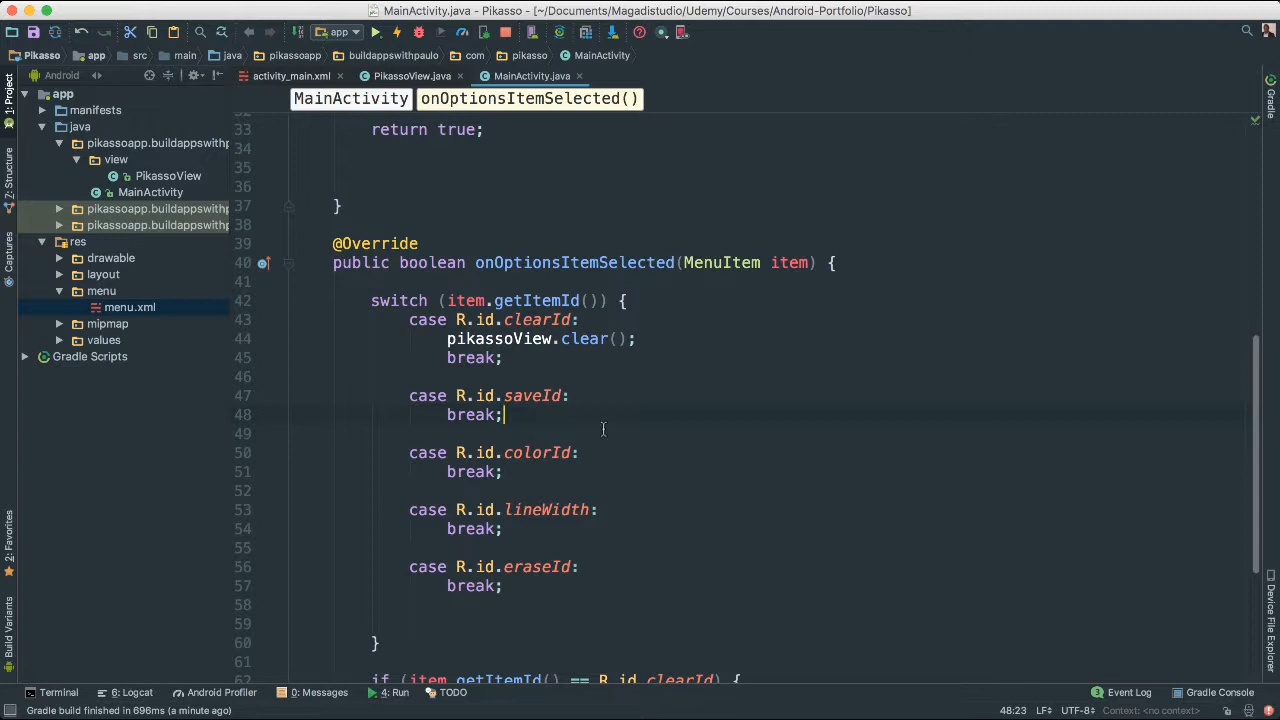 MainActivity.java - Pikasso - [~/Documents/Magadistudio/Udemy/Courses/Android-Portfolio/Pikasso]
app
Pikasso
app
src
main
java
pikassoapp
buildappswithpaulo
com
pikasso
MainActivity
Android
activity_main.xml
PikassoView.java
MainActivity.java
MainActivity
onOptionsItemSelected()
1: Project
Z: Structure
Captures
2: Favorites
Build Variants
app
manifests
java
pikassoapp.buildappswithp
view
PikassoView
MainActivity
pikassoapp.buildappswithp
pikassoapp.buildappswithp
res
drawable
layout
menu
menu.xml
mipmap
values
Gradle Scripts
32
33 return true;
34
35
36
37 }
38
39 @Override
40 public boolean onOptionsItemSelected(MenuItem item) {
41
42 switch (item.getItemId()) {
43 case R.id.clearId:
44 pikassoView.clear();
45 break;
46
47 case R.id.saveId:
48 break;
49
50 case R.id.colorId:
51 break;
52
53 case R.id.lineWidth:
54 break;
55
56 case R.id.eraseId:
57 break;
58
59
60 }
61
62 if (item.getItemId() == R.id.clearId) {
Gradle
Device File Explorer
Terminal
6: Logcat
Android Profiler
0: Messages
4: Run
TODO
Event Log
Gradle Console
Gradle build finished in 696ms (a minute ago)
48:23
LF
UTF-8
Context: <no context>